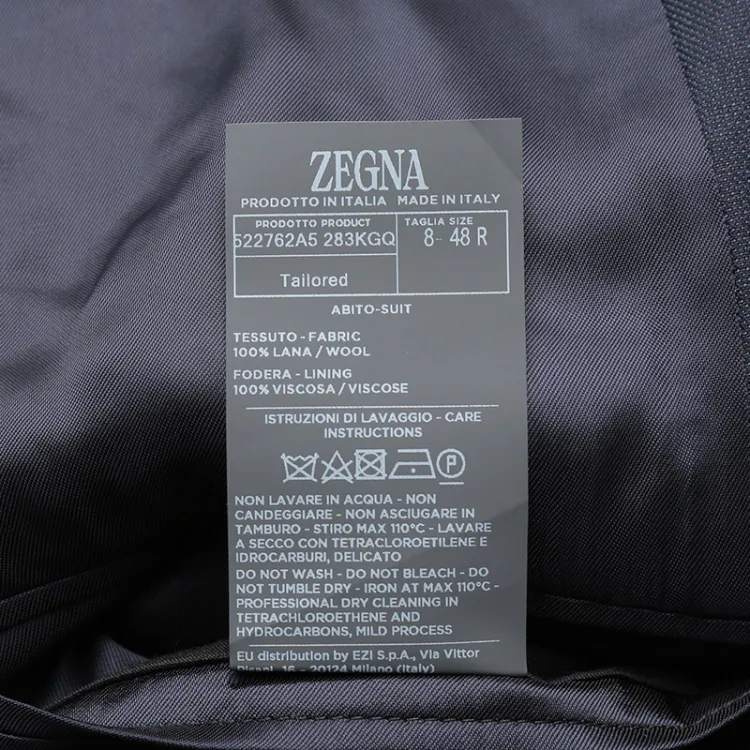 ZEGNA
PRODOTTO IN ITALIA MADE IN ITALY
PRODOTTO PRODUCT
522762A5 283KGQ
TAGLIA SIZE
8- 48 R
Tailored
ABITO-SUIT
TESSUTO - FABRIC
100% LANA / WOOL
FODERA - LINING
100% VISCOSA / VISCOSE
ISTRUZIONI DI LAVAGGIO - CARE
INSTRUCTIONS
P
NON LAVARE IN ACQUA - NON
CANDEGGIARE - NON ASCIUGARE IN
TAMBURO - STIRO MAX 110°C - LAVARE
A SECCO CON TETRACLOROETILENE E
IDROCARBURI, DELICATO
DO NOT WASH - DO NOT BLEACH - DO
NOT TUMBLE DRY - IRON AT MAX 110°C -
PROFESSIONAL DRY CLEANING IN
TETRACHLOROETHENE AND
HYDROCARBONS, MILD PROCESS
EU distribution by EZI S.p.A., Via Vittor
Pisani, 16 - 20124 Milano (Italy)